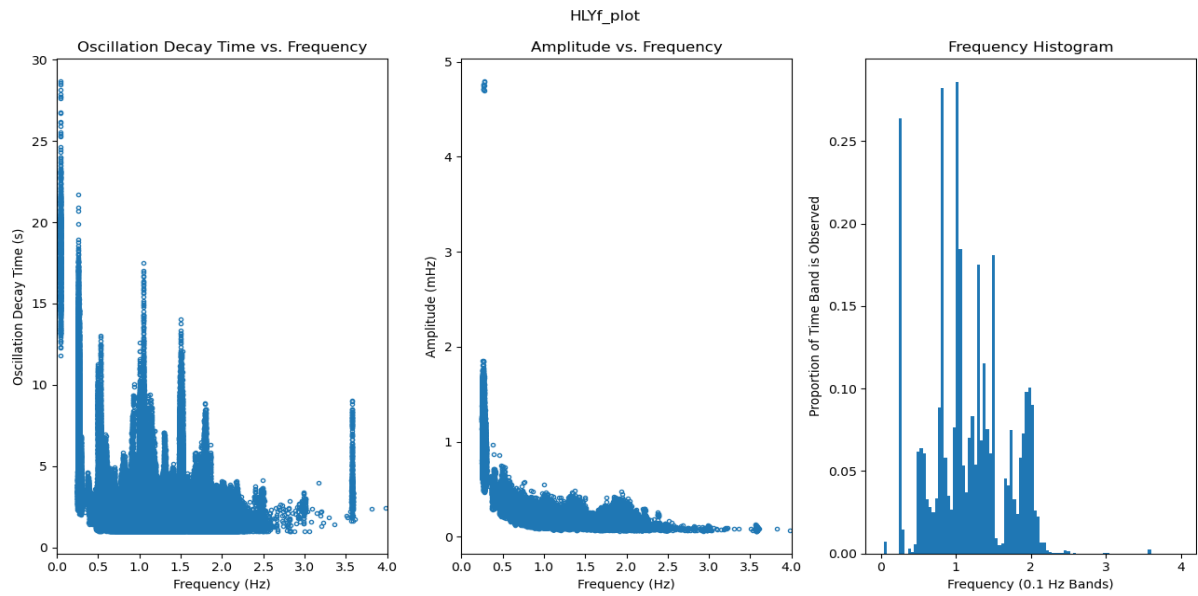 HLYf_plot
Oscillation Decay Time vs. Frequency
Oscillation Decay Time (s)
30
25
20
15
10
5
0
0.0 0.5 1.0 1.5 2.0 2.5 3.0 3.5 4.0
Frequency (Hz)
Amplitude vs. Frequency
Amplitude (mHz)
5
4
3
2
1
0
0.0 0.5 1.0 1.5 2.0 2.5 3.0 3.5 4.0
Frequency (Hz)
Frequency Histogram
Proportion of Time Band is Observed
0.25
0.20
0.15
0.10
0.05
0.00
0 1 2 3 4
Frequency (0.1 Hz Bands)